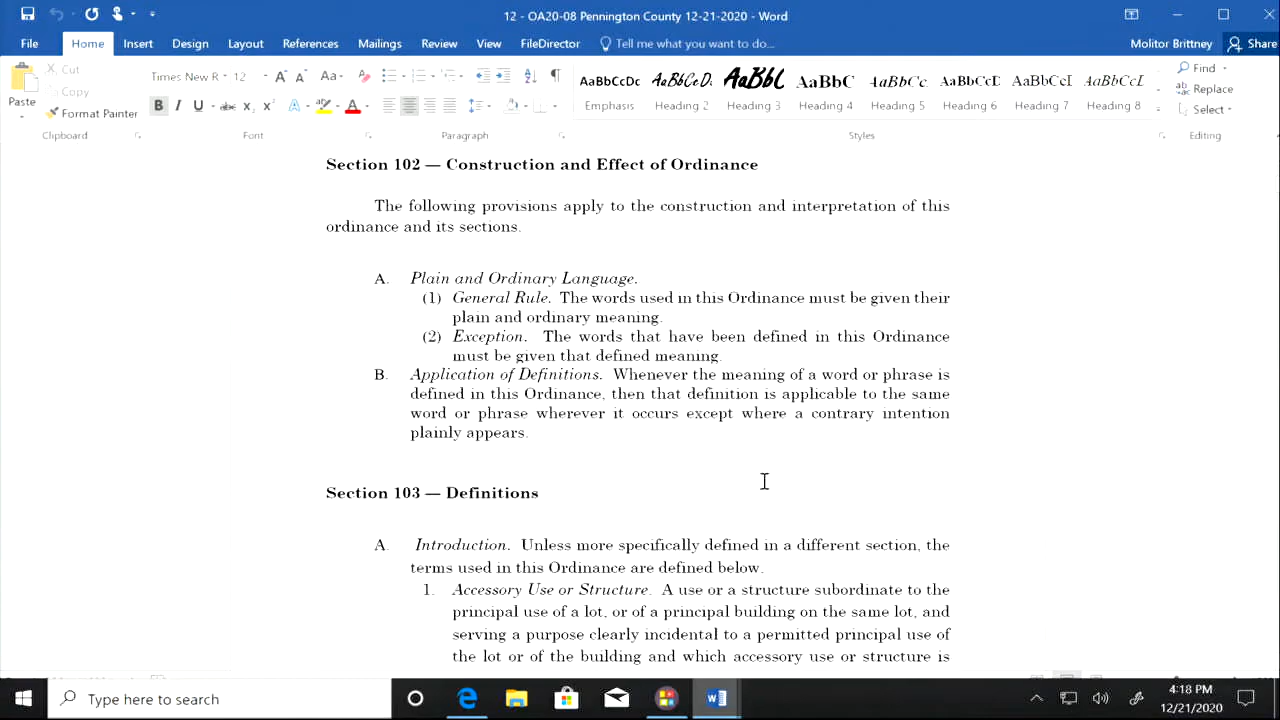 12 - OA20-08 Pennington County 12-21-2020 - Word
File Home Insert Design Layout References Mailings Review View FileDirector Tell me what you want to do... Molitor Brittney Share
Cut
Copy
Paste
Format Painter
Times New R 12
Aa
AaBbCcDc AaBbCcDc AaBbC AaBbC AaBbCc AaBbCcD AaBbCcI AaBbCcI
Emphasis Heading 2 Heading 3 Heading 5 Heading 6 Heading 7
Find
Replace
Select
Clipboard Font Paragraph Styles Editing
Section 102 — Construction and Effect of Ordinance
The following provisions apply to the construction and interpretation of this
ordinance and its sections.
A. Plain and Ordinary Language.
(1) General Rule. The words used in this Ordinance must be given their
plain and ordinary meaning.
(2) Exception. The words that have been defined in this Ordinance
must be given that defined meaning.
B. Application of Definitions. Whenever the meaning of a word or phrase is
defined in this Ordinance, then that definition is applicable to the same
word or phrase wherever it occurs except where a contrary intention
plainly appears.
Section 103 — Definitions
A. Introduction. Unless more specifically defined in a different section, the
terms used in this Ordinance are defined below.
1. Accessory Use or Structure. A use or a structure subordinate to the
principal use of a lot, or of a principal building on the same lot, and
serving a purpose clearly incidental to a permitted principal use of
the lot or of the building and which accessory use or structure is
Type here to search
4:18 PM
12/21/2020